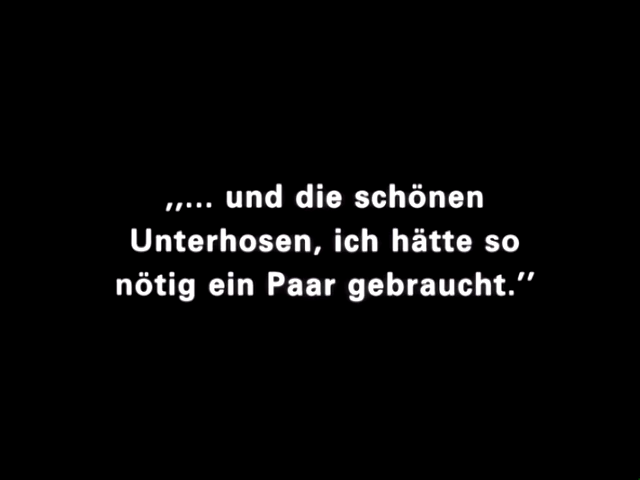 ,,... und die schönen
Unterhosen, ich hätte so
nötig ein Paar gebraucht.’’